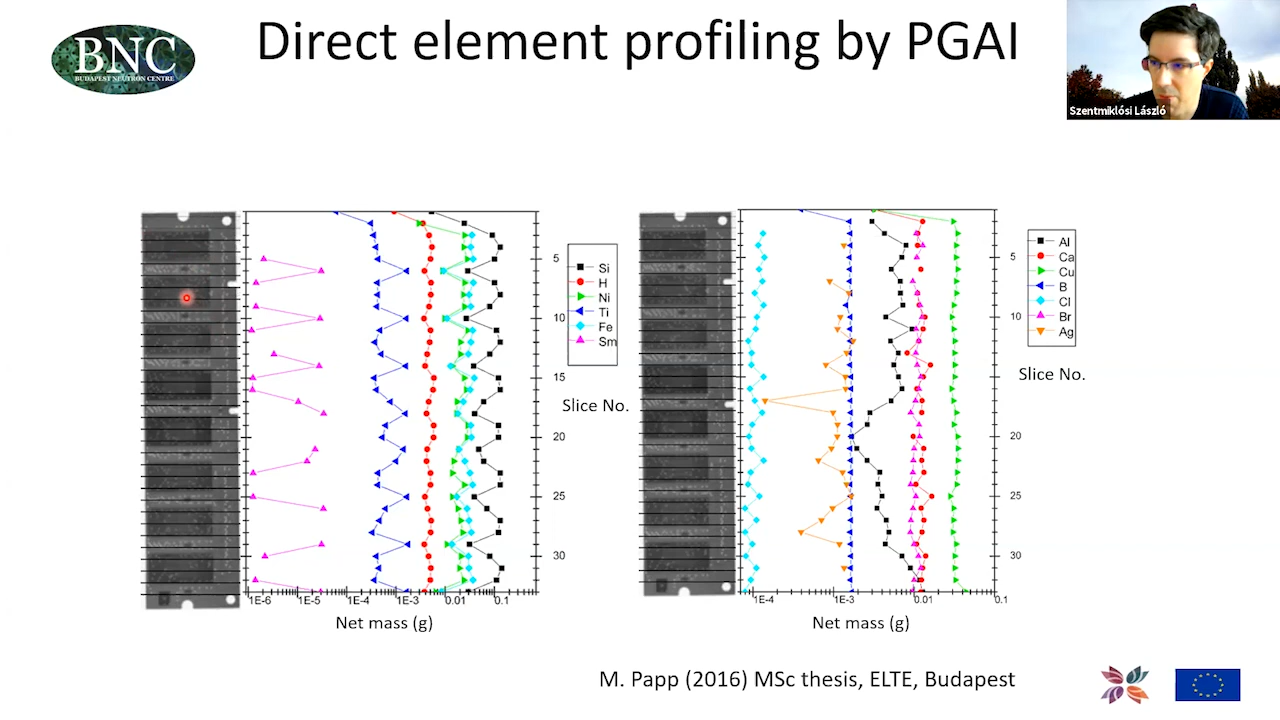 BNC
BUDAPEST NEUTRON CENTRE
Direct element profiling by PGAI
Szentmiklósi László
5
10
15
20
25
30
Slice No.
Si
H
Ni
Ti
Fe
Sm
1E-6
1E-5
1E-4
1E-3
0.01
0.1
Net mass (g)
5
10
20
25
30
Slice No.
Al
Ca
Cu
B
Cl
Br
Ag
1E-4
1E-3
0.01
0.1
Net mass (g)
M. Papp (2016) MSc thesis, ELTE, Budapest